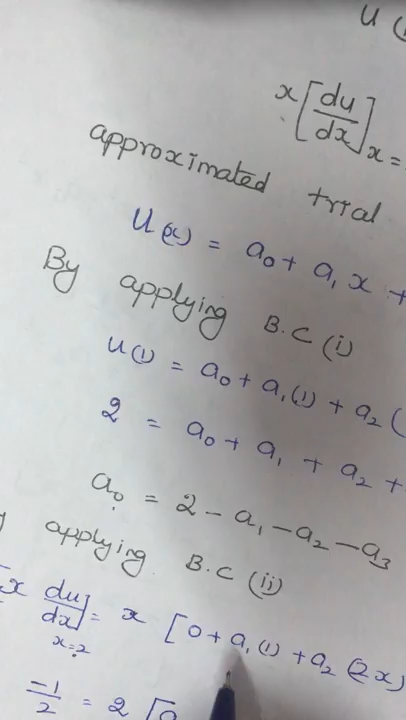 u(
x[du/dx]x=
approximated trial
U(x) = a₀ + a₁ x +
By applying B.C (i)
u(1) = a₀ + a₁(1) + a₂ (
2 = a₀ + a₁ + a₂ +
a₀ = 2 - a₁ - a₂ - a₃
applying B.C (ii)
[x du/dx]x=2 = x [0 + a₁(1) + a₂ (2x)
-1/2 = 2 [a